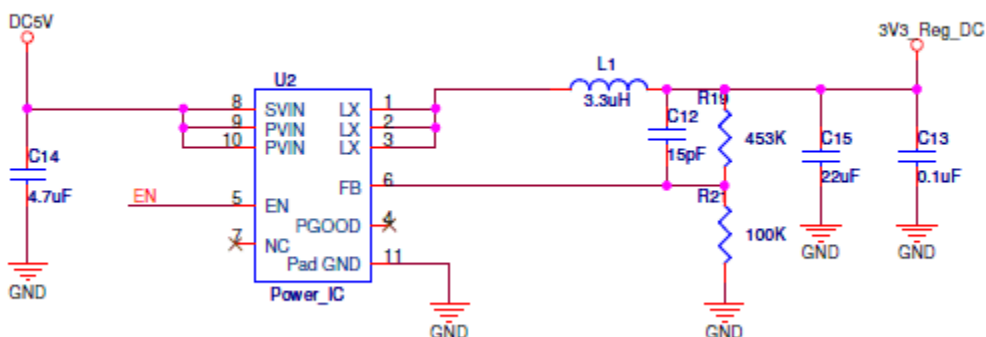 DC5V
3V3_Reg_DC
U2
L1
3.3uH
8 SVIN LX 1
9 PVIN LX 2
10 PVIN LX 3
R19
C12
453K
15pF
C15
22uF
C13
0.1uF
C14
4.7uF
FB 6
EN 5 EN
R21
PGOOD 4
100K
7 NC
Pad GND 11
Power_IC
GND
GND
GND
GND
GND